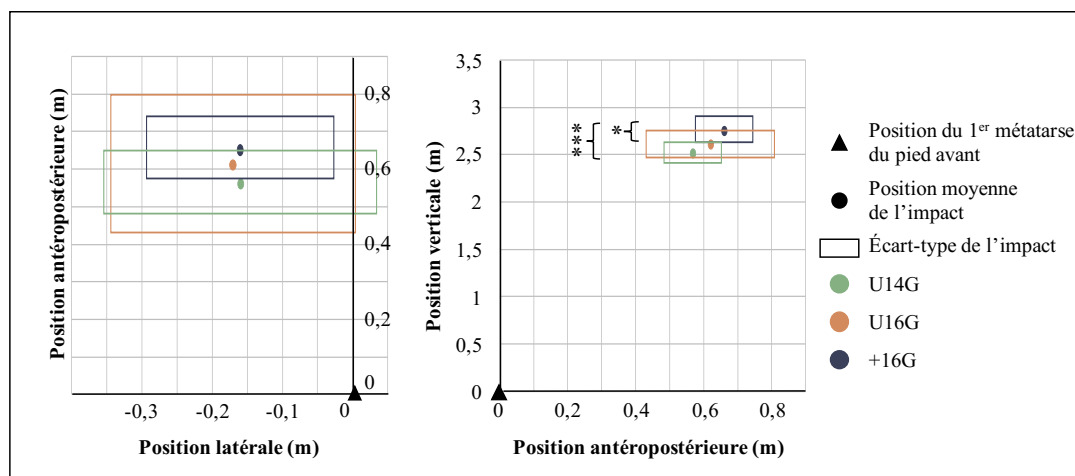 Position antéropostérieure (m)
0,8
0,6
0,4
0,2
0
-0,3
-0,2
-0,1
0
Position latérale (m)
Position verticale (m)
3,5
3
2,5
2
1,5
1
0,5
0
***
*
0
0,2
0,4
0,6
0,8
Position antéropostérieure (m)
Position du 1er métatarse
du pied avant
Position moyenne
de l’impact
Écart-type de l’impact
U14G
U16G
+16G